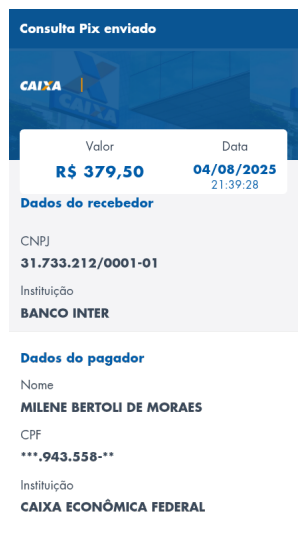 Consulta Pix enviado
CAIXA
CAIXA
Valor
R$ 379,50
Data
04/08/2025
21:39:28
Dados do recebedor
CNPJ
31.733.212/0001-01
Instituição
BANCO INTER
Dados do pagador
Nome
MILENE BERTOLI DE MORAES
CPF
***.943.558-**
Instituição
CAIXA ECONÔMICA FEDERAL